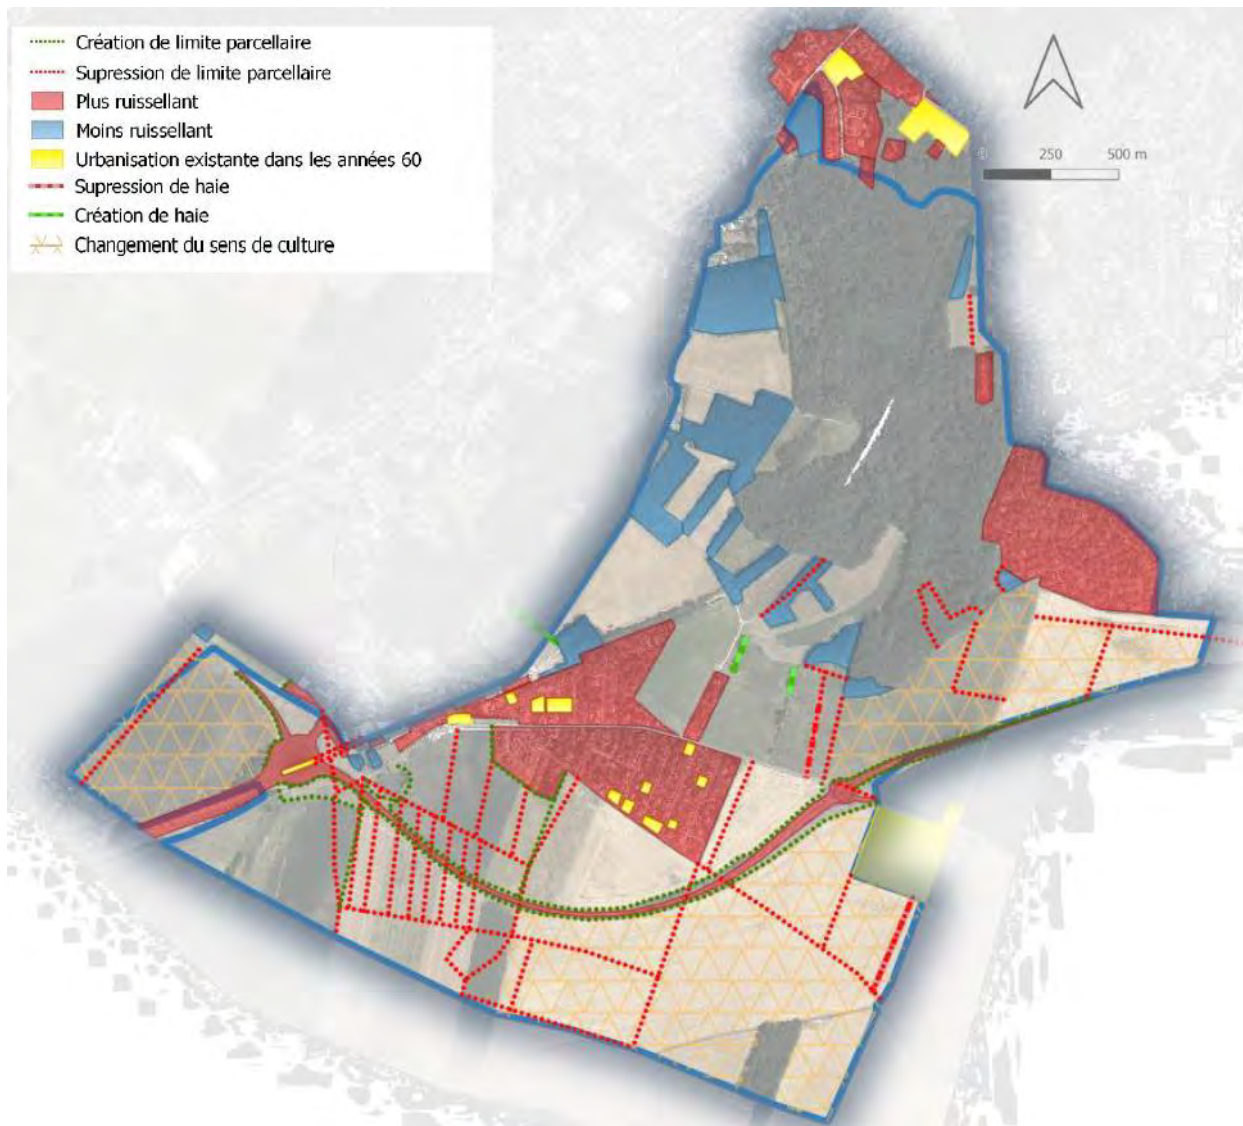 Création de limite parcellaire
Supression de limite parcellaire
Plus ruissellant
Moins ruissellant
Urbanisation existante dans les années 60
Supression de haie
Création de haie
Changement du sens de culture
0 250 500 m